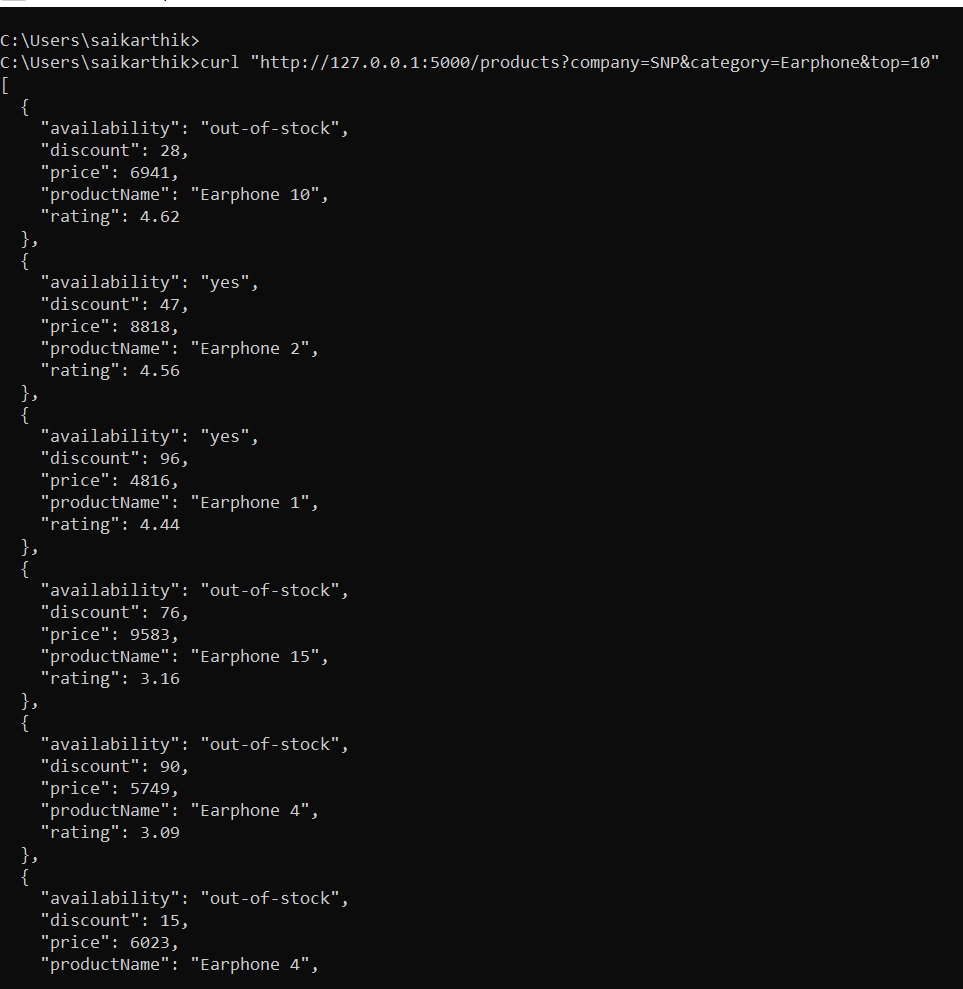 C:\Users\saikarthik>
C:\Users\saikarthik>curl "http://127.0.0.1:5000/products?company=SNP&category=Earphone&top=10"
[
  {
    "availability": "out-of-stock",
    "discount": 28,
    "price": 6941,
    "productName": "Earphone 10",
    "rating": 4.62
  },
  {
    "availability": "yes",
    "discount": 47,
    "price": 8818,
    "productName": "Earphone 2",
    "rating": 4.56
  },
  {
    "availability": "yes",
    "discount": 96,
    "price": 4816,
    "productName": "Earphone 1",
    "rating": 4.44
  },
  {
    "availability": "out-of-stock",
    "discount": 76,
    "price": 9583,
    "productName": "Earphone 15",
    "rating": 3.16
  },
  {
    "availability": "out-of-stock",
    "discount": 90,
    "price": 5749,
    "productName": "Earphone 4",
    "rating": 3.09
  },
  {
    "availability": "out-of-stock",
    "discount": 15,
    "price": 6023,
    "productName": "Earphone 4",